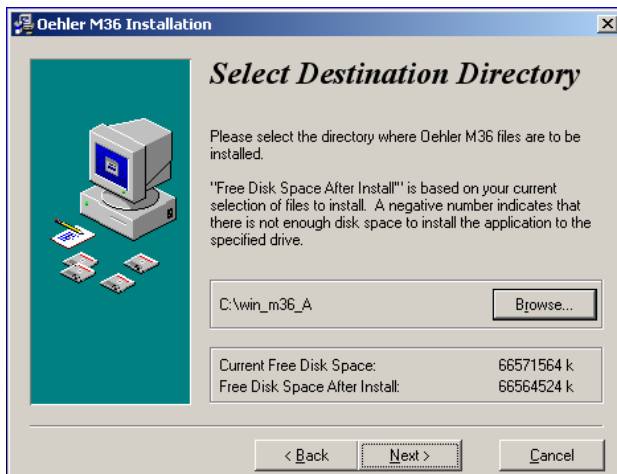 Oehler M36 Installation
Select Destination Directory
Please select the directory where Oehler M36 files are to be
installed.
"Free Disk Space After Install"' is based on your current
selection of files to install. A negative number indicates that
there is not enough disk space to install the application to the
specified drive.
C:\win_m36_A
Browse...
Current Free Disk Space: 66571564 k
Free Disk Space After Install: 66564524 k
< Back Next > Cancel